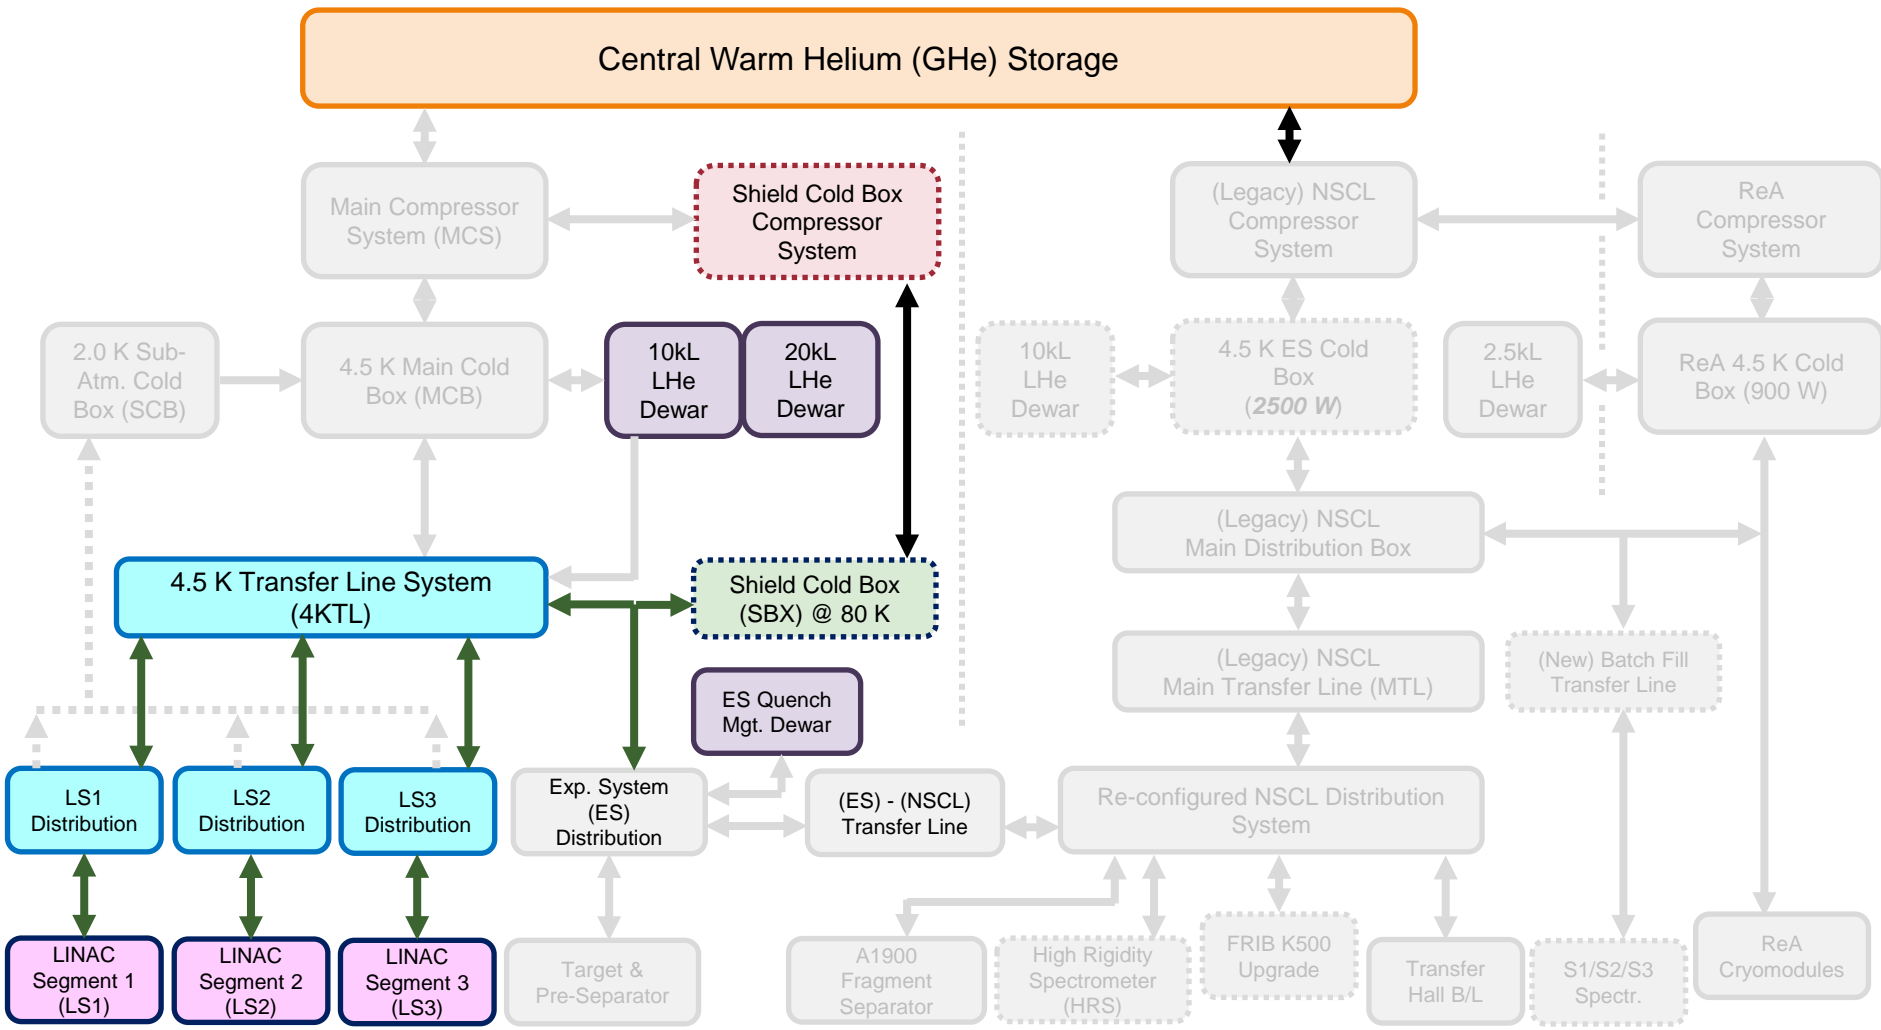 Central Warm Helium (GHe) Storage
Main Compressor
System (MCS)
Shield Cold Box
Compressor
System
(Legacy) NSCL
Compressor
System
ReA
Compressor
System
2.0 K Sub-
Atm. Cold
Box (SCB)
4.5 K Main Cold
Box (MCB)
10kL
LHe
Dewar
20kL
LHe
Dewar
10kL
LHe
Dewar
4.5 K ES Cold
Box
(2500 W)
2.5kL
LHe
Dewar
ReA 4.5 K Cold
Box (900 W)
(Legacy) NSCL
Main Distribution Box
4.5 K Transfer Line System
(4KTL)
Shield Cold Box
(SBX) @ 80 K
(Legacy) NSCL
Main Transfer Line (MTL)
(New) Batch Fill
Transfer Line
ES Quench
Mgt. Dewar
LS1
Distribution
LS2
Distribution
LS3
Distribution
Exp. System
(ES)
Distribution
(ES) - (NSCL)
Transfer Line
Re-configured NSCL Distribution
System
LINAC
Segment 1
(LS1)
LINAC
Segment 2
(LS2)
LINAC
Segment 3
(LS3)
Target &
Pre-Separator
A1900
Fragment
Separator
High Rigidity
Spectrometer
(HRS)
FRIB K500
Upgrade
Transfer
Hall B/L
S1/S2/S3
Spectr.
ReA
Cryomodules